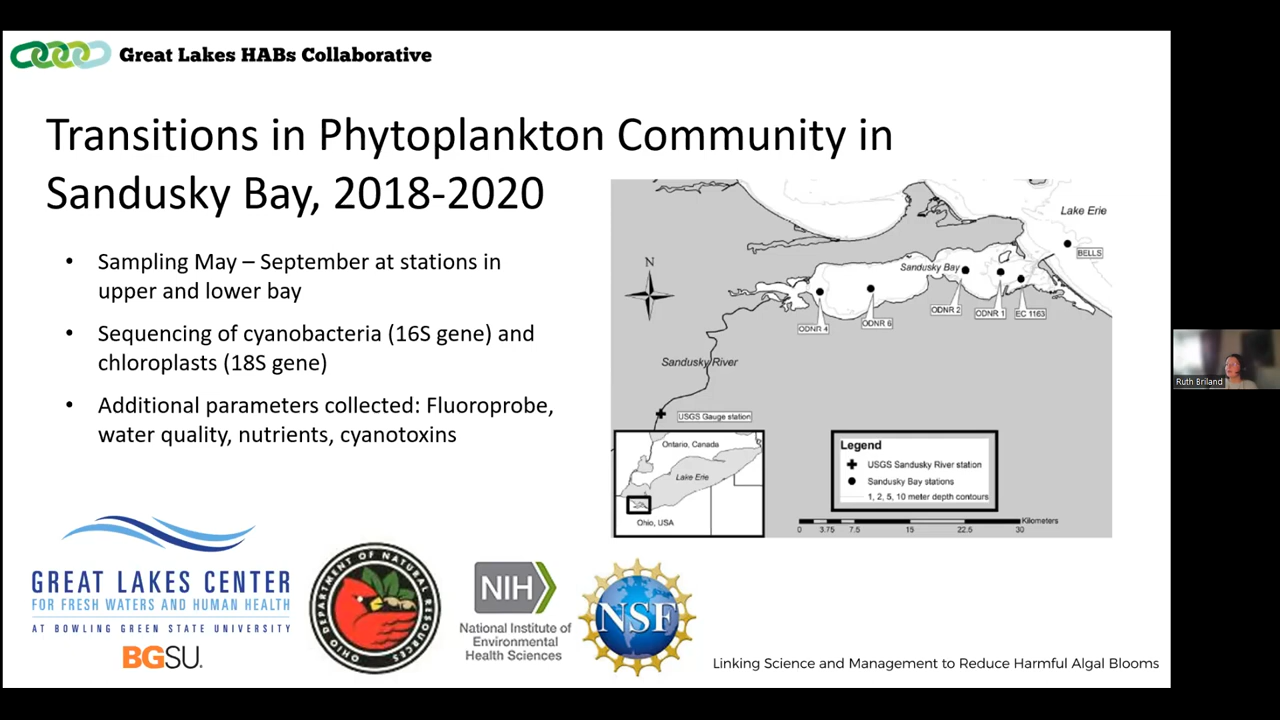 Great Lakes HABs Collaborative
Transitions in Phytoplankton Community in
Sandusky Bay, 2018-2020
• Sampling May – September at stations in
upper and lower bay
• Sequencing of cyanobacteria (16S gene) and
chloroplasts (18S gene)
• Additional parameters collected: Fluoroprobe,
water quality, nutrients, cyanotoxins
Lake Erie
BELLS
N
Sandusky Bay
ODNR 4
ODNR 6
ODNR 2
ODNR 1
EC 1163
Sandusky River
USGS Gauge station
Ontario, Canada
Lake Erie
Ohio, USA
Legend
USGS Sandusky River station
Sandusky Bay stations
1, 2, 5, 10 meter depth contours
Kilometers
0 3.75 7.5 15 22.5 30
GREAT LAKES CENTER
FOR FRESH WATERS AND HUMAN HEALTH
AT BOWLING GREEN STATE UNIVERSITY
BGSU.
OHIO DEPARTMENT OF NATURAL RESOURCES
NIH
National Institute of
Environmental
Health Sciences
NSF
Linking Science and Management to Reduce Harmful Algal Blooms
Ruth Briland